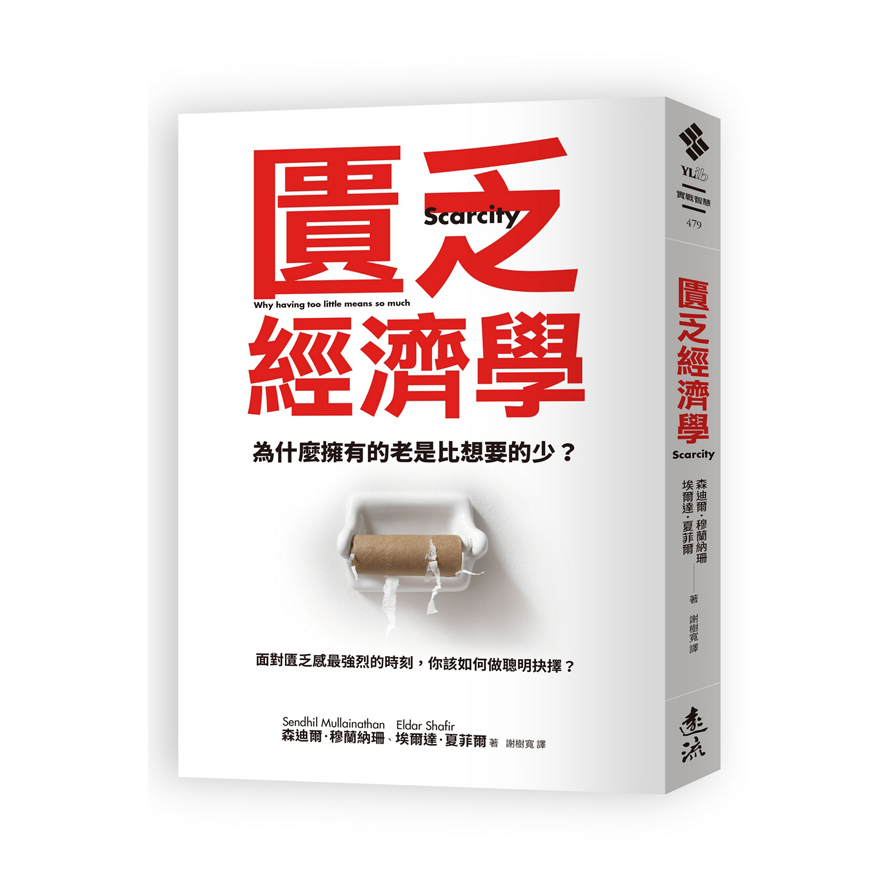 匱乏
Scarcity
Why having too little means so much
經濟學
為什麼擁有的老是比想要的少？
面對匱乏感最強烈的時刻，你該如何做聰明抉擇？
Sendhil Mullainathan Eldar Shafir
森迪爾·穆蘭納珊、埃爾達·夏菲爾 著 謝樹寬 譯
YLib
實戰智慧
479
匱乏經濟學
Scarcity
森迪爾·穆蘭納珊
埃爾達·夏菲爾
著
謝樹寬 譯
遠流